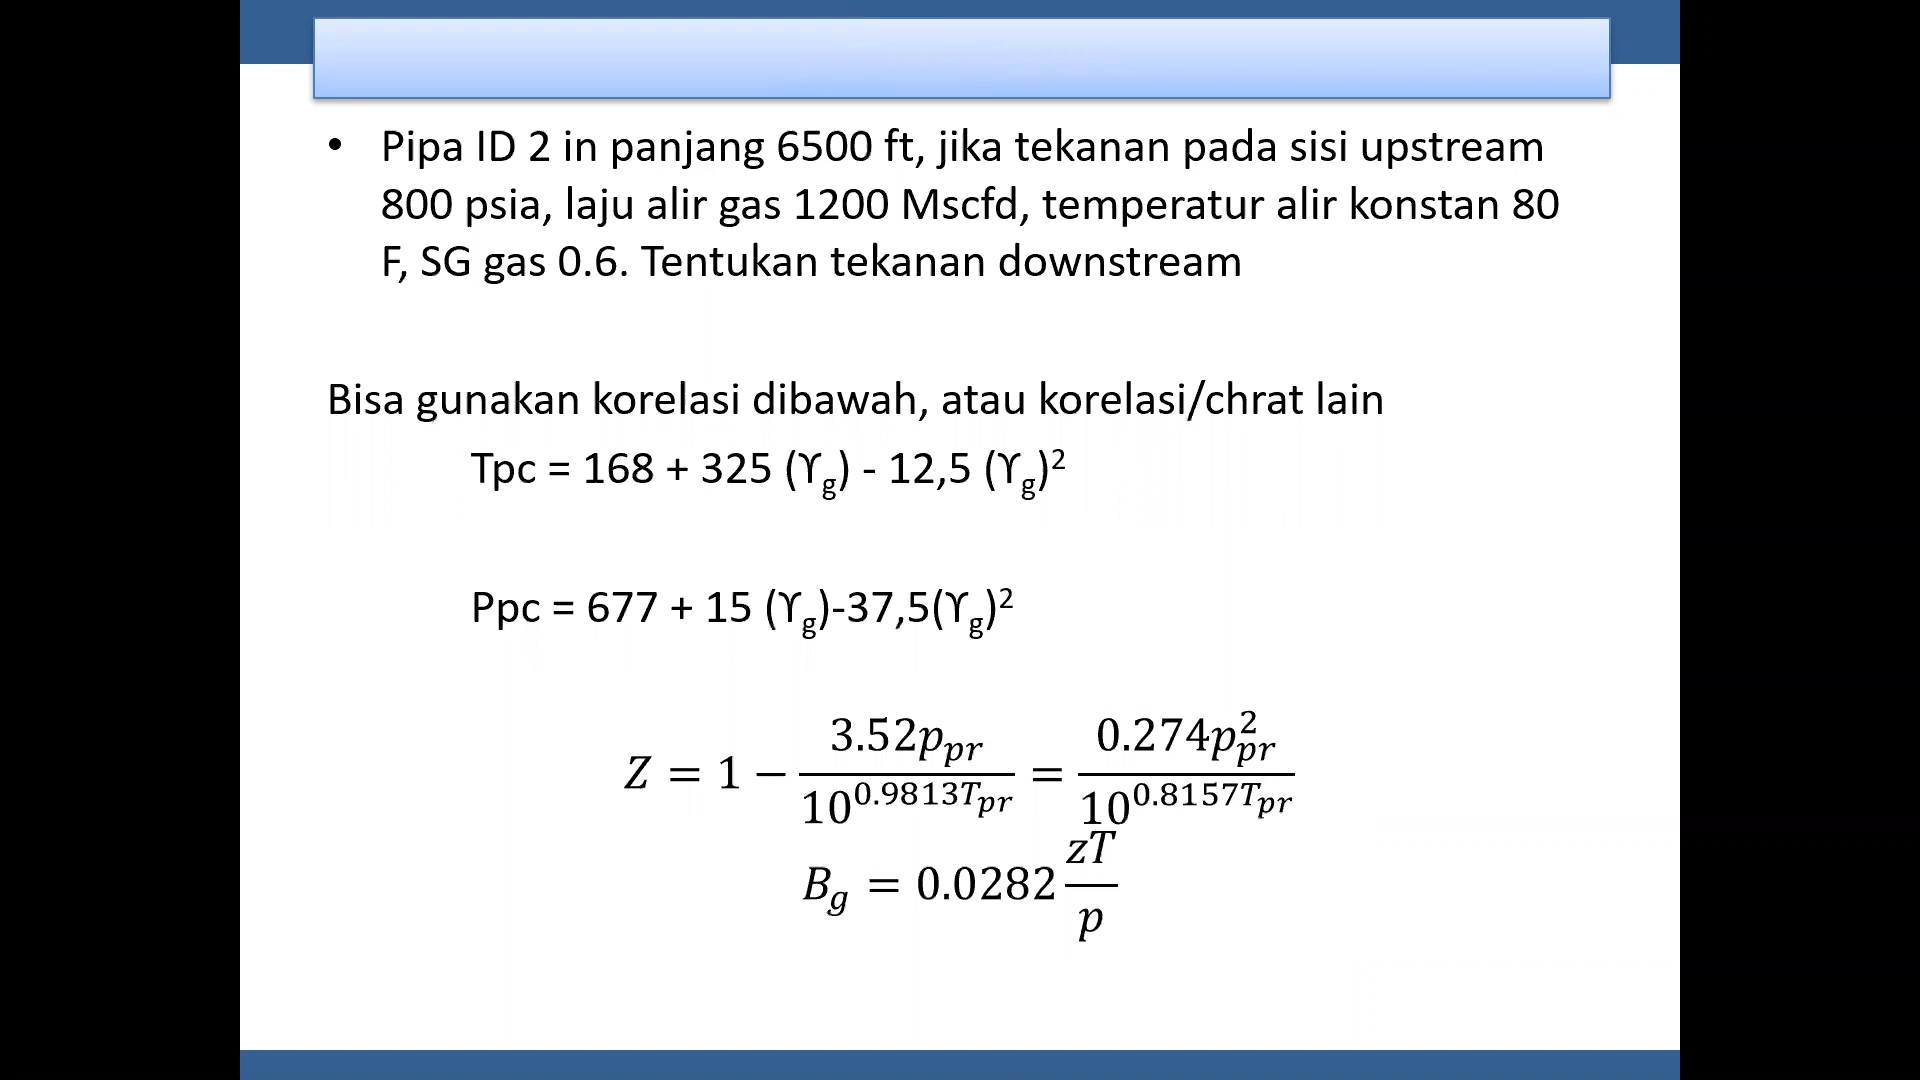 • Pipa ID 2 in panjang 6500 ft, jika tekanan pada sisi upstream
800 psia, laju alir gas 1200 Mscfd, temperatur alir konstan 80
F, SG gas 0.6. Tentukan tekanan downstream
Bisa gunakan korelasi dibawah, atau korelasi/chrat lain
Tpc = 168 + 325 (ϒg) - 12,5 (ϒg)²
Ppc = 677 + 15 (ϒg)-37,5(ϒg)²
Z = 1 − 3.52p_pr / 10^(0.9813T_pr) = 0.274p_pr² / 10^(0.8157T_pr)
B_g = 0.0282 zT / p